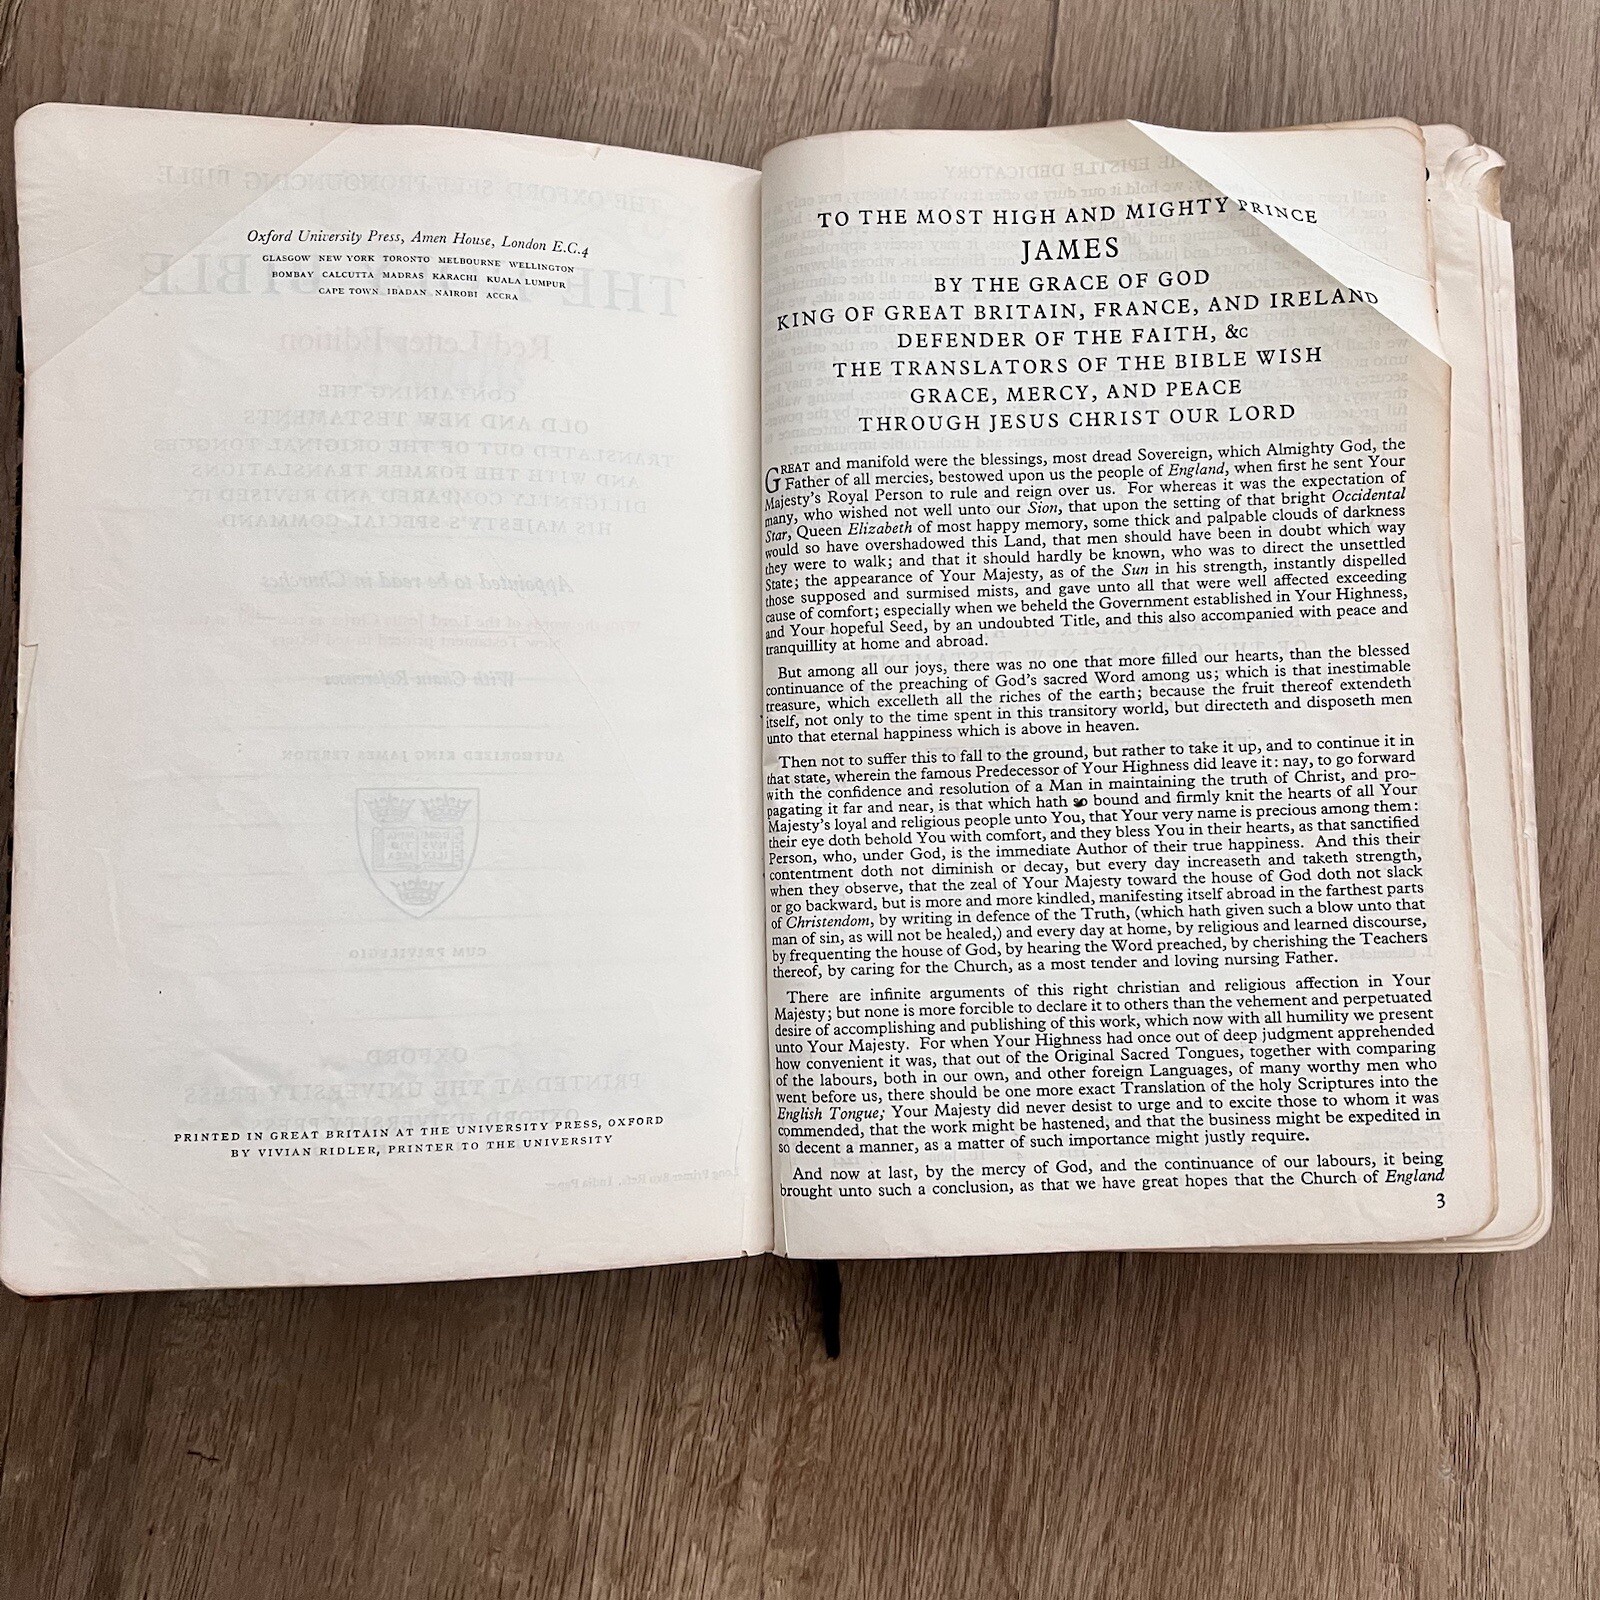 Oxford University Press, Amen House, London E.C.4
GLASGOW NEW YORK TORONTO MELBOURNE WELLINGTON
BOMBAY CALCUTTA MADRAS KARACHI KUALA LUMPUR
CAPE TOWN IBADAN NAIROBI ACCRA
PRINTED IN GREAT BRITAIN AT THE UNIVERSITY PRESS, OXFORD
BY VIVIAN RIDLER, PRINTER TO THE UNIVERSITY
TO THE MOST HIGH AND MIGHTY PRINCE
JAMES
BY THE GRACE OF GOD
KING OF GREAT BRITAIN, FRANCE, AND IRELAND
DEFENDER OF THE FAITH, &c
THE TRANSLATORS OF THE BIBLE WISH
GRACE, MERCY, AND PEACE
THROUGH JESUS CHRIST OUR LORD
GREAT and manifold were the blessings, most dread Sovereign, which Almighty God, the
Father of all mercies, bestowed upon us the people of England, when first he sent Your
Majesty's Royal Person to rule and reign over us. For whereas it was the expectation of
many, who wished not well unto our Sion, that upon the setting of that bright Occidental
Star, Queen Elizabeth of most happy memory, some thick and palpable clouds of darkness
would so have overshadowed this Land, that men should have been in doubt which way
they were to walk; and that it should hardly be known, who was to direct the unsettled
State; the appearance of Your Majesty, as of the Sun in his strength, instantly dispelled
those supposed and surmised mists, and gave unto all that were well affected exceeding
cause of comfort; especially when we beheld the Government established in Your Highness,
and Your hopeful Seed, by an undoubted Title, and this also accompanied with peace and
tranquillity at home and abroad.
But among all our joys, there was no one that more filled our hearts, than the blessed
continuance of the preaching of God's sacred Word among us; which is that inestimable
treasure, which excelleth all the riches of the earth; because the fruit thereof extendeth
itself, not only to the time spent in this transitory world, but directeth and disposeth men
unto that eternal happiness which is above in heaven.
Then not to suffer this to fall to the ground, but rather to take it up, and to continue it in
that state, wherein the famous Predecessor of Your Highness did leave it: nay, to go forward
with the confidence and resolution of a Man in maintaining the truth of Christ, and pro-
pagating it far and near, is that which hath so bound and firmly knit the hearts of all Your
Majesty's loyal and religious people unto You, that Your very name is precious among them:
their eye doth behold You with comfort, and they bless You in their hearts, as that sanctified
Person, who, under God, is the immediate Author of their true happiness. And this their
contentment doth not diminish or decay, but every day increaseth and taketh strength,
when they observe, that the zeal of Your Majesty toward the house of God doth not slack
or go backward, but is more and more kindled, manifesting itself abroad in the farthest parts
of Christendom, by writing in defence of the Truth, (which hath given such a blow unto that
man of sin, as will not be healed,) and every day at home, by religious and learned discourse,
by frequenting the house of God, by hearing the Word preached, by cherishing the Teachers
thereof, by caring for the Church, as a most tender and loving nursing Father.
There are infinite arguments of this right christian and religious affection in Your
Majesty; but none is more forcible to declare it to others than the vehement and perpetuated
desire of accomplishing and publishing of this work, which now with all humility we present
unto Your Majesty. For when Your Highness had once out of deep judgment apprehended
how convenient it was, that out of the Original Sacred Tongues, together with comparing
of the labours, both in our own, and other foreign Languages, of many worthy men who
went before us, there should be one more exact Translation of the holy Scriptures into the
English Tongue; Your Majesty did never desist to urge and to excite those to whom it was
commended, that the work might be hastened, and that the business might be expedited in
so decent a manner, as a matter of such importance might justly require.
And now at last, by the mercy of God, and the continuance of our labours, it being
brought unto such a conclusion, as that we have great hopes that the Church of England
3